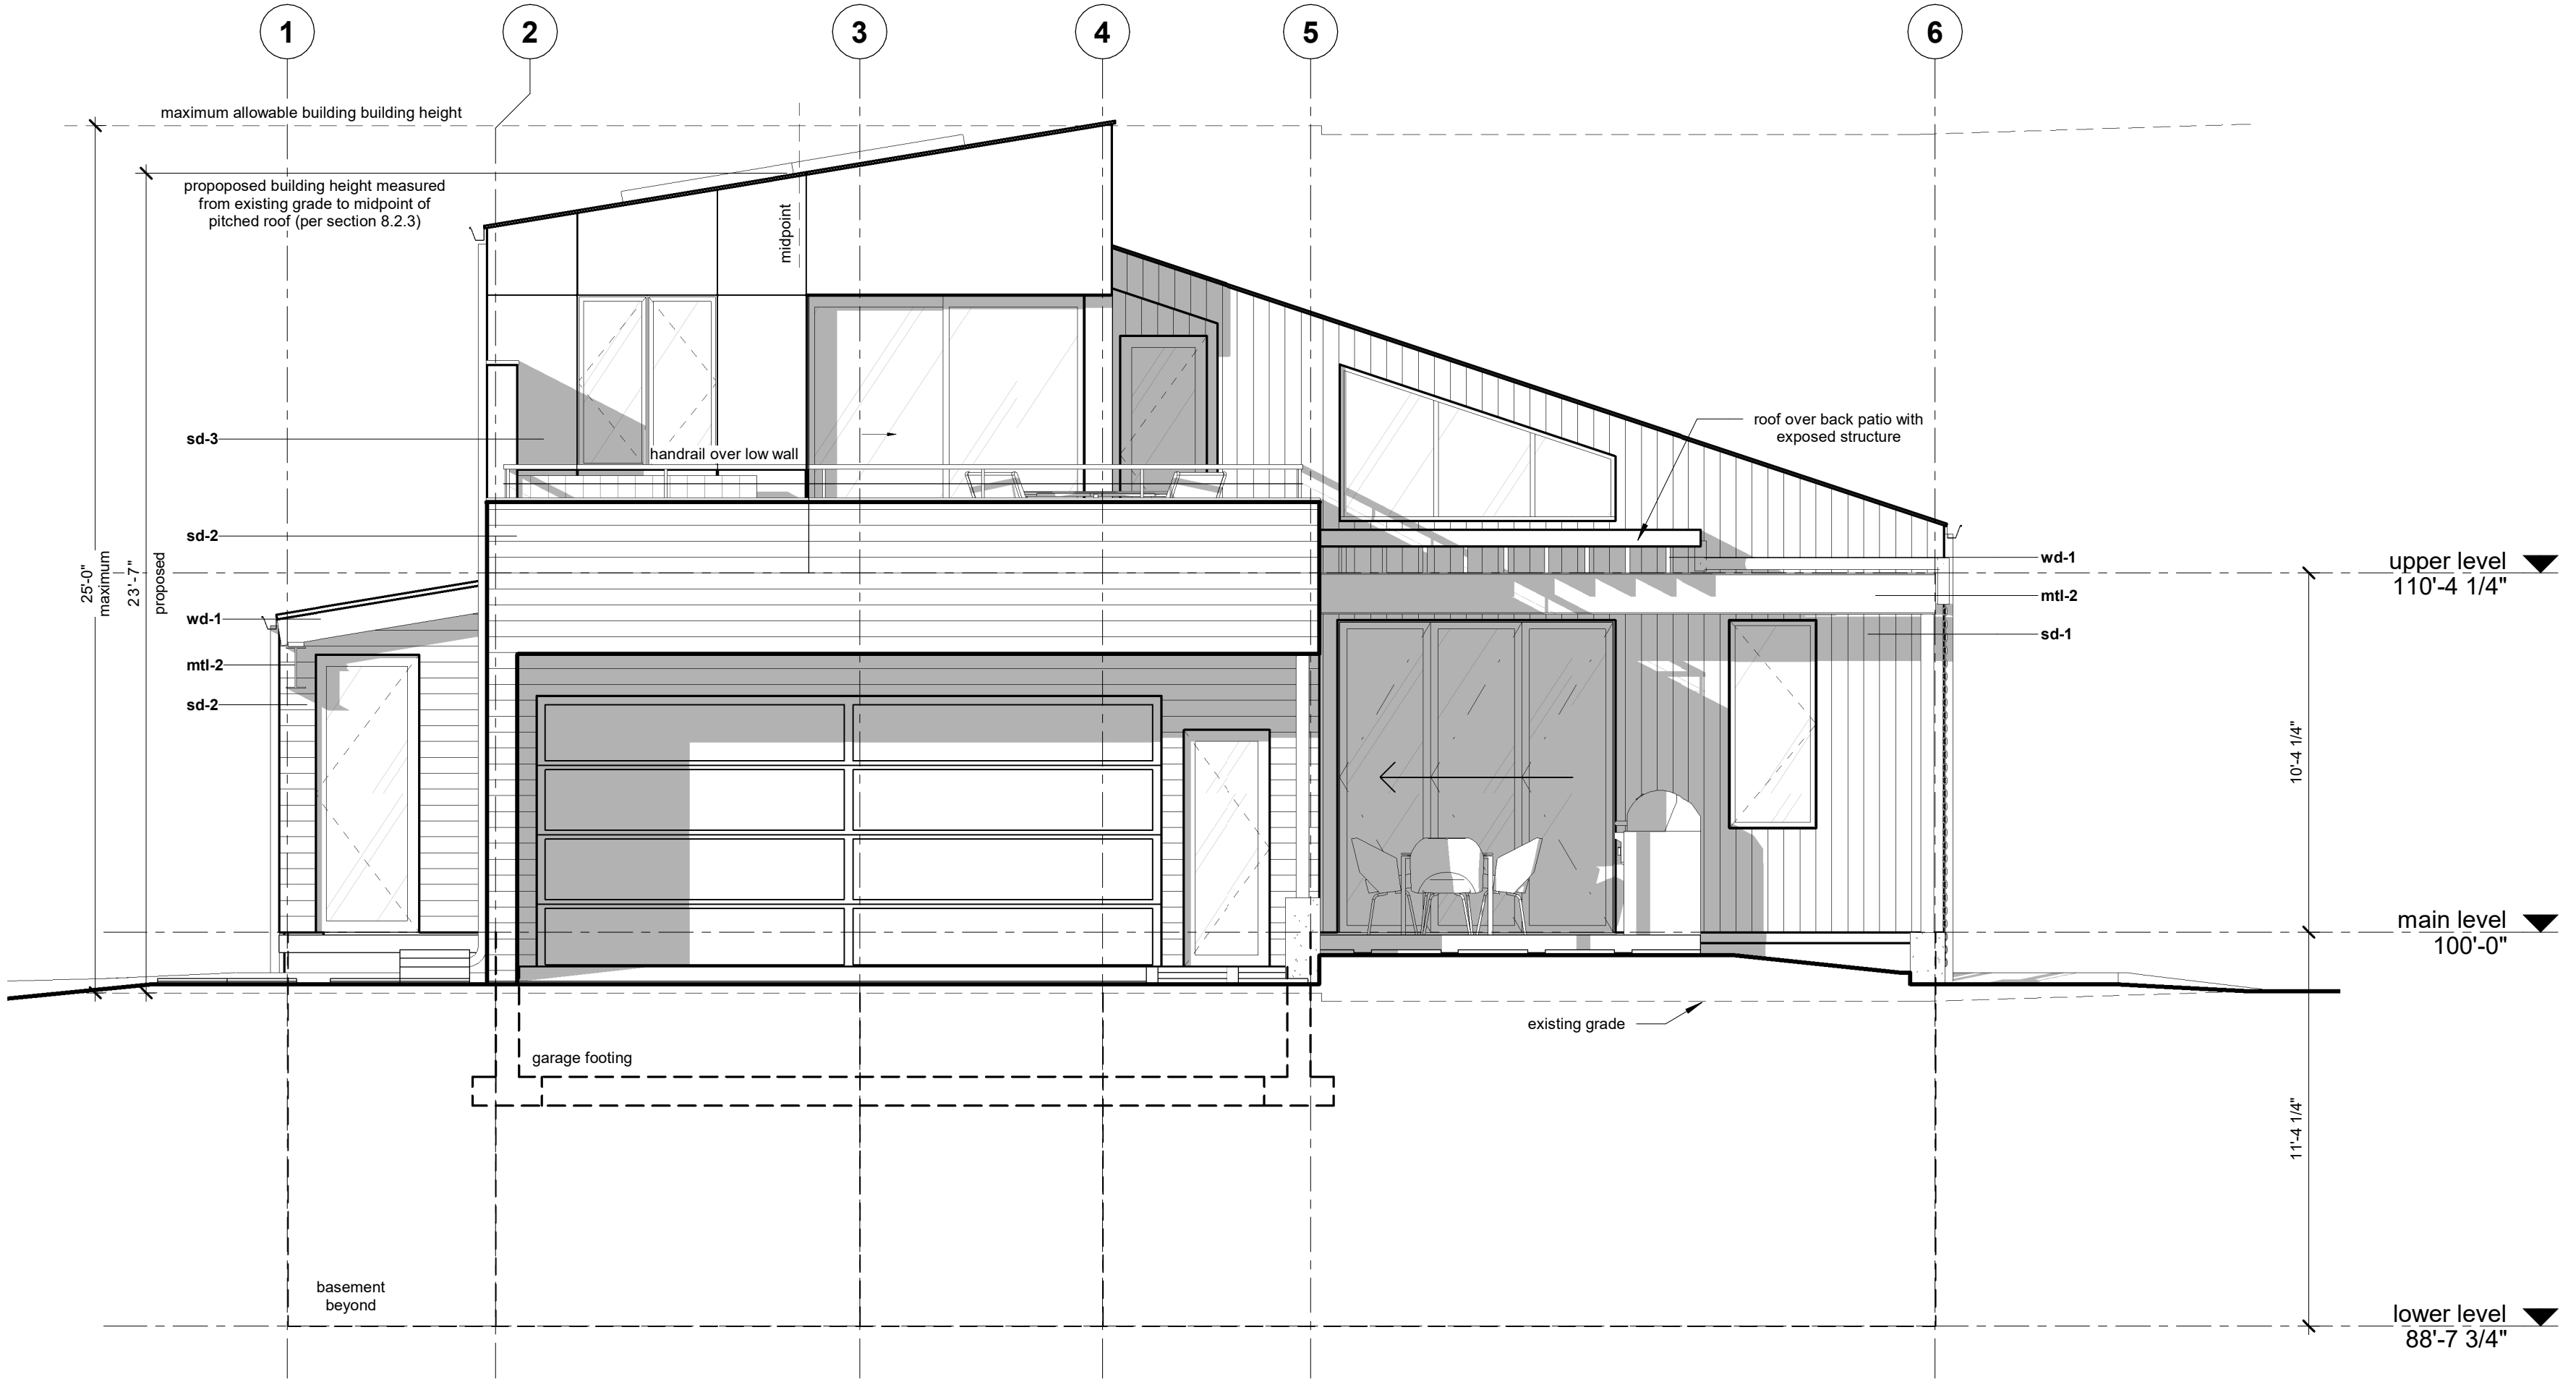 1
2
3
4
5
6
maximum allowable building building height
propoposed building height measured
from existing grade to midpoint of
pitched roof (per section 8.2.3)
midpoint
sd-3
handrail over low wall
roof over back patio with
exposed structure
sd-2
25'-0"
maximum
23'-7"
proposed
wd-1
mtl-2
sd-2
wd-1
mtl-2
sd-1
upper level
110'-4 1/4"
10'-4 1/4"
main level
100'-0"
existing grade
garage footing
11'-4 1/4"
basement
beyond
lower level
88'-7 3/4"